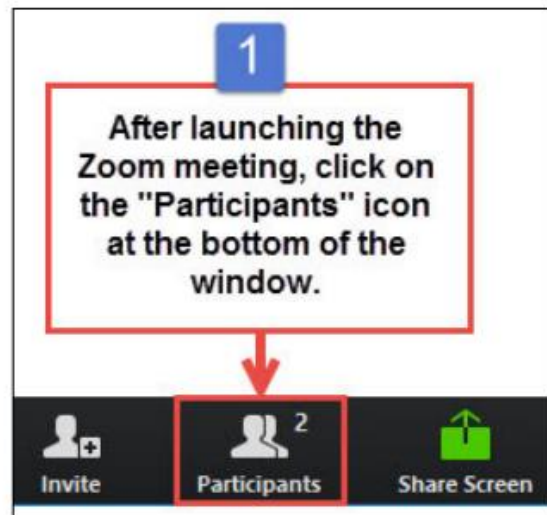 1
After launching the
Zoom meeting, click on
the "Participants" icon
at the bottom of the
window.
2
Invite
Participants
Share Screen